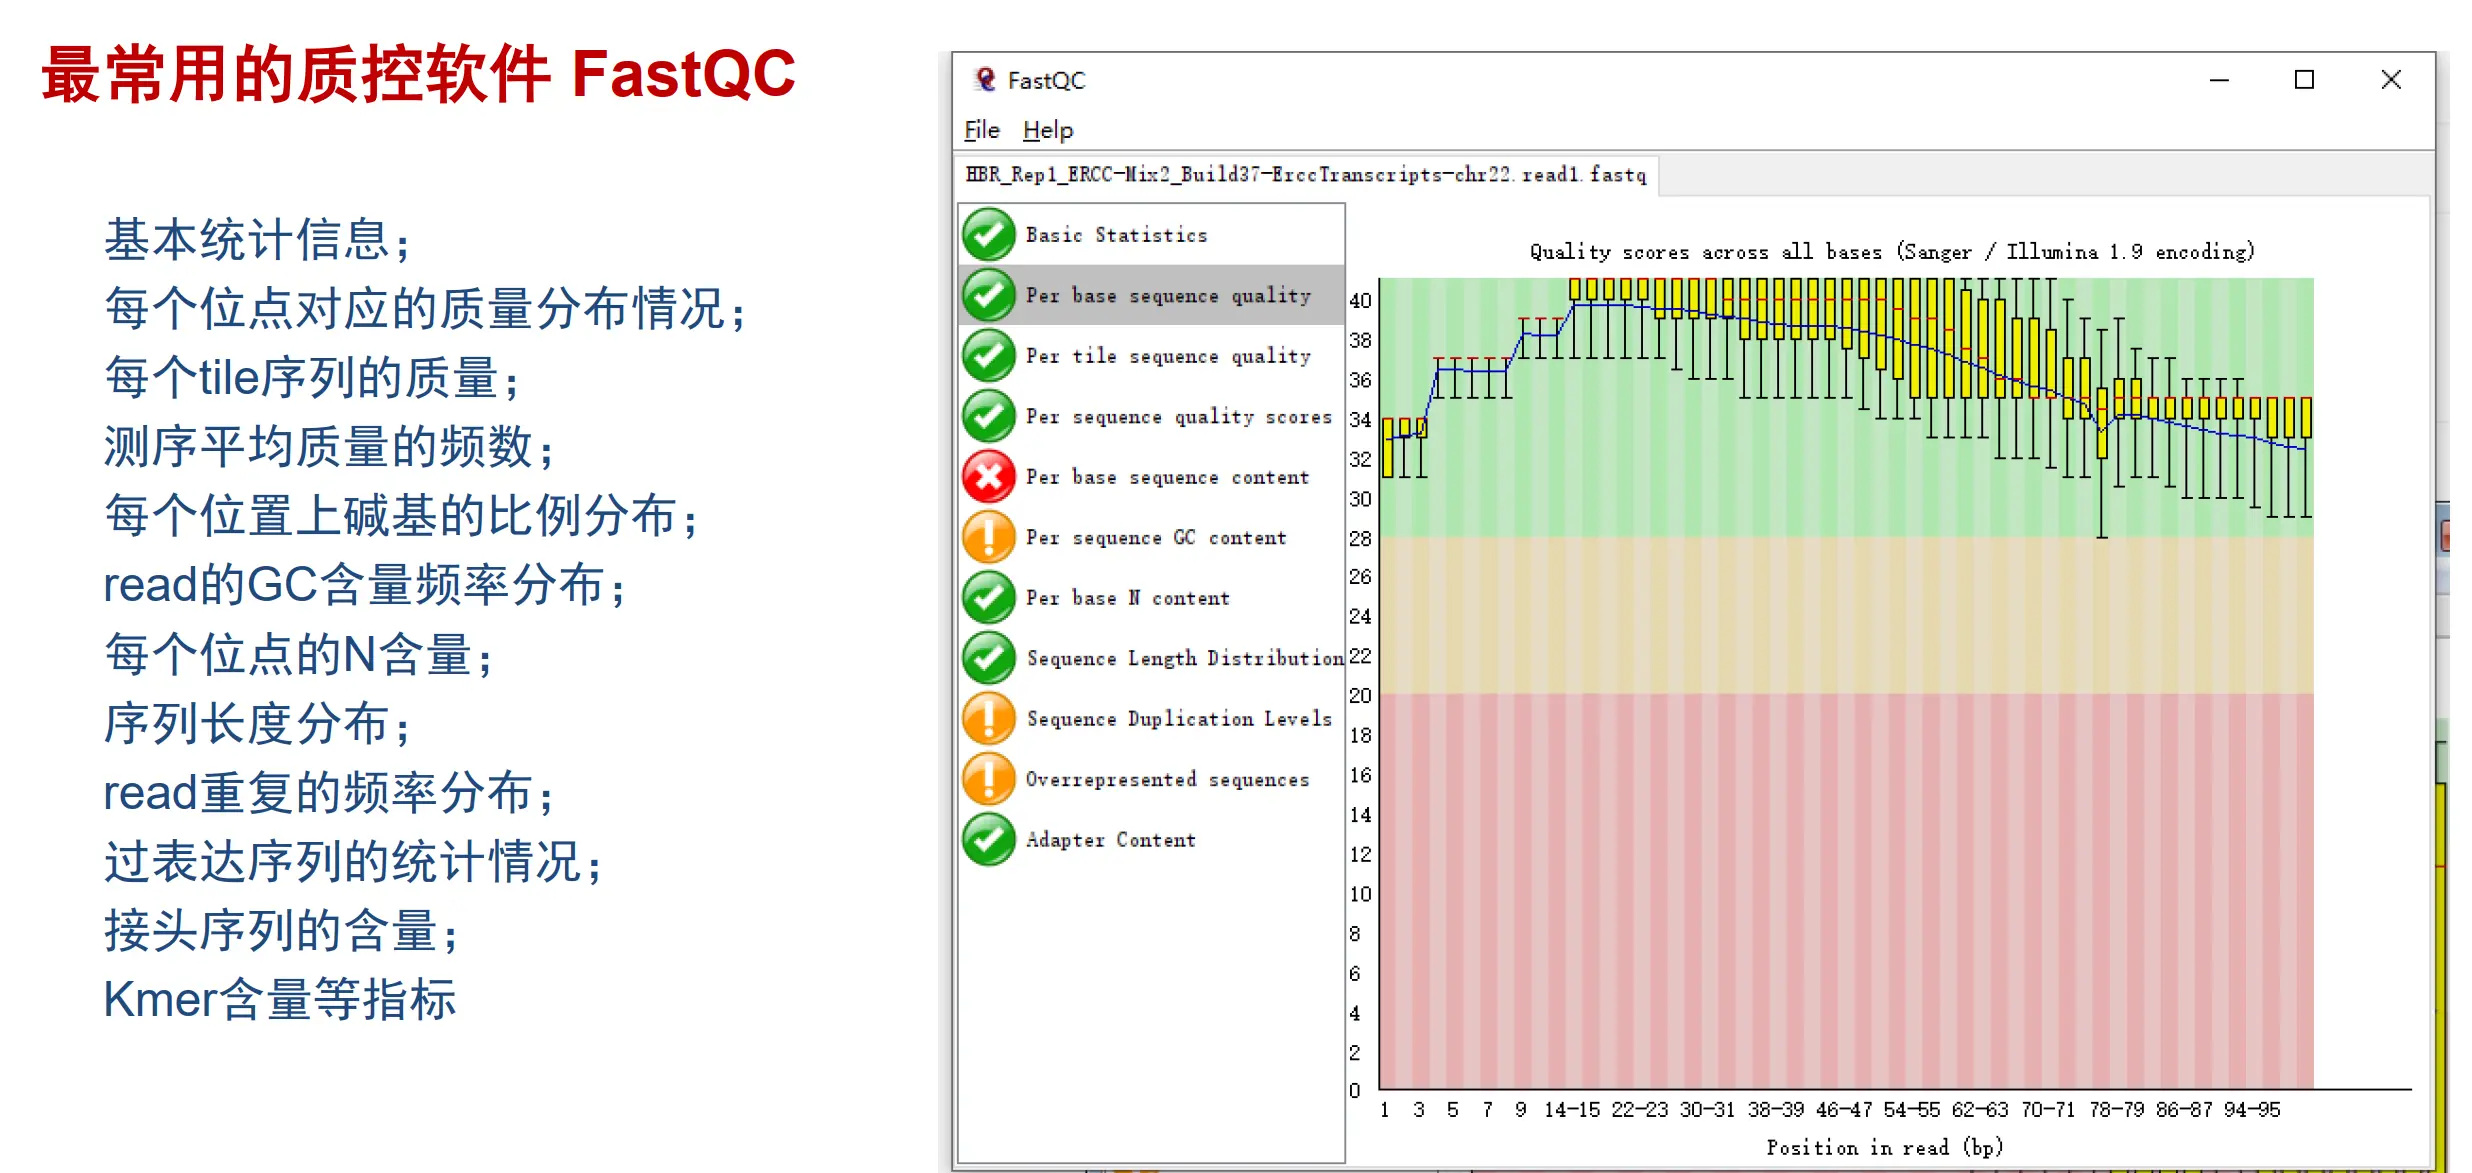 最常用的质控软件 FastQC
基本统计信息；
每个位点对应的质量分布情况；
每个tile序列的质量；
测序平均质量的频数；
每个位置上碱基的比例分布；
read的GC含量频率分布；
每个位点的N含量；
序列长度分布；
read重复的频率分布；
过表达序列的统计情况；
接头序列的含量；
Kmer含量等指标
FastQC
File Help
HBR_Rep1_ERCC-Mix2_Build37-ErccTranscripts-chr22.read1.fastq
Basic Statistics
Per base sequence quality
Per tile sequence quality
Per sequence quality scores
Per base sequence content
Per sequence GC content
Per base N content
Sequence Length Distribution
Sequence Duplication Levels
Overrepresented sequences
Adapter Content
Quality scores across all bases (Sanger / Illumina 1.9 encoding)
40
38
36
34
32
30
28
26
24
22
20
18
16
14
12
10
8
6
4
2
0
1 3 5 7 9 14-15 22-23 30-31 38-39 46-47 54-55 62-63 70-71 78-79 86-87 94-95
Position in read (bp)